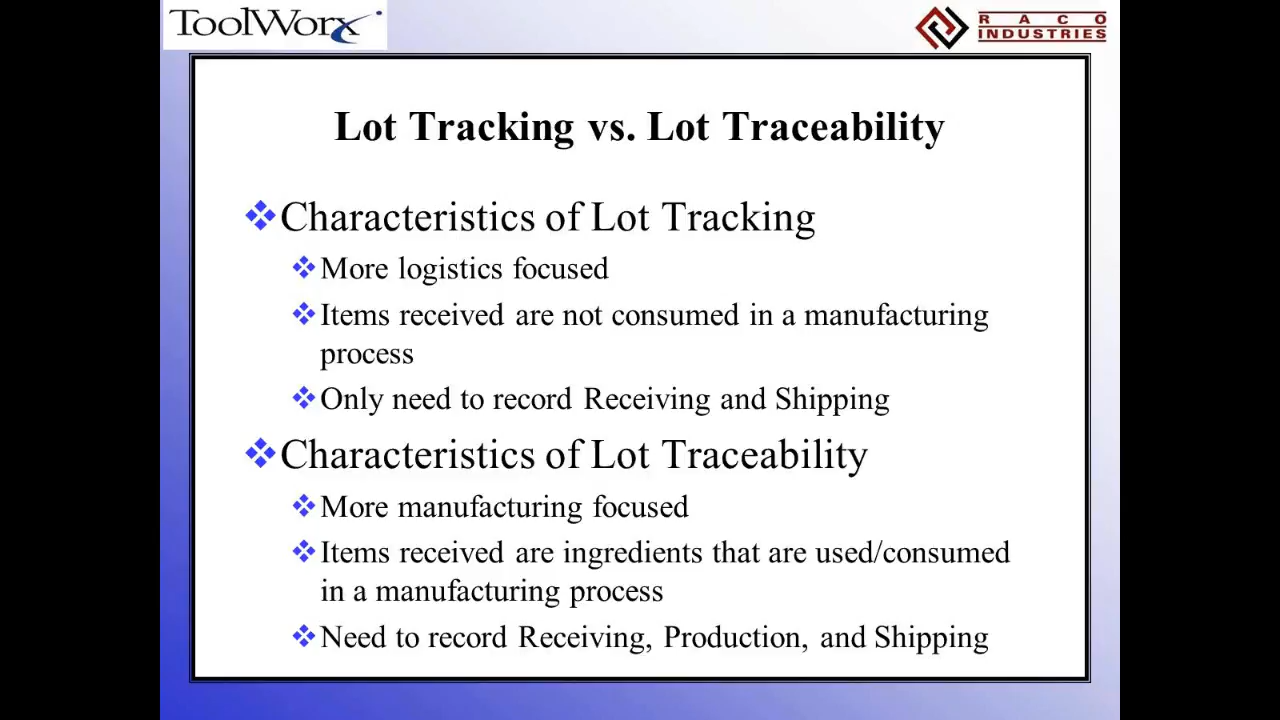 ToolWorx
RACO
INDUSTRIES
Lot Tracking vs. Lot Traceability
Characteristics of Lot Tracking
More logistics focused
Items received are not consumed in a manufacturing
process
Only need to record Receiving and Shipping
Characteristics of Lot Traceability
More manufacturing focused
Items received are ingredients that are used/consumed
in a manufacturing process
Need to record Receiving, Production, and Shipping